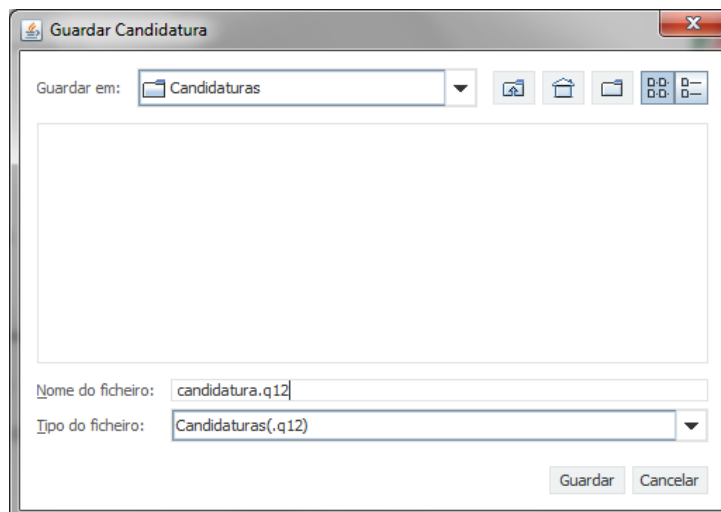 Guardar Candidatura
Guardar em: Candidaturas
Nome do ficheiro: candidatura.q12
Tipo do ficheiro: Candidaturas(.q12)
Guardar Cancelar